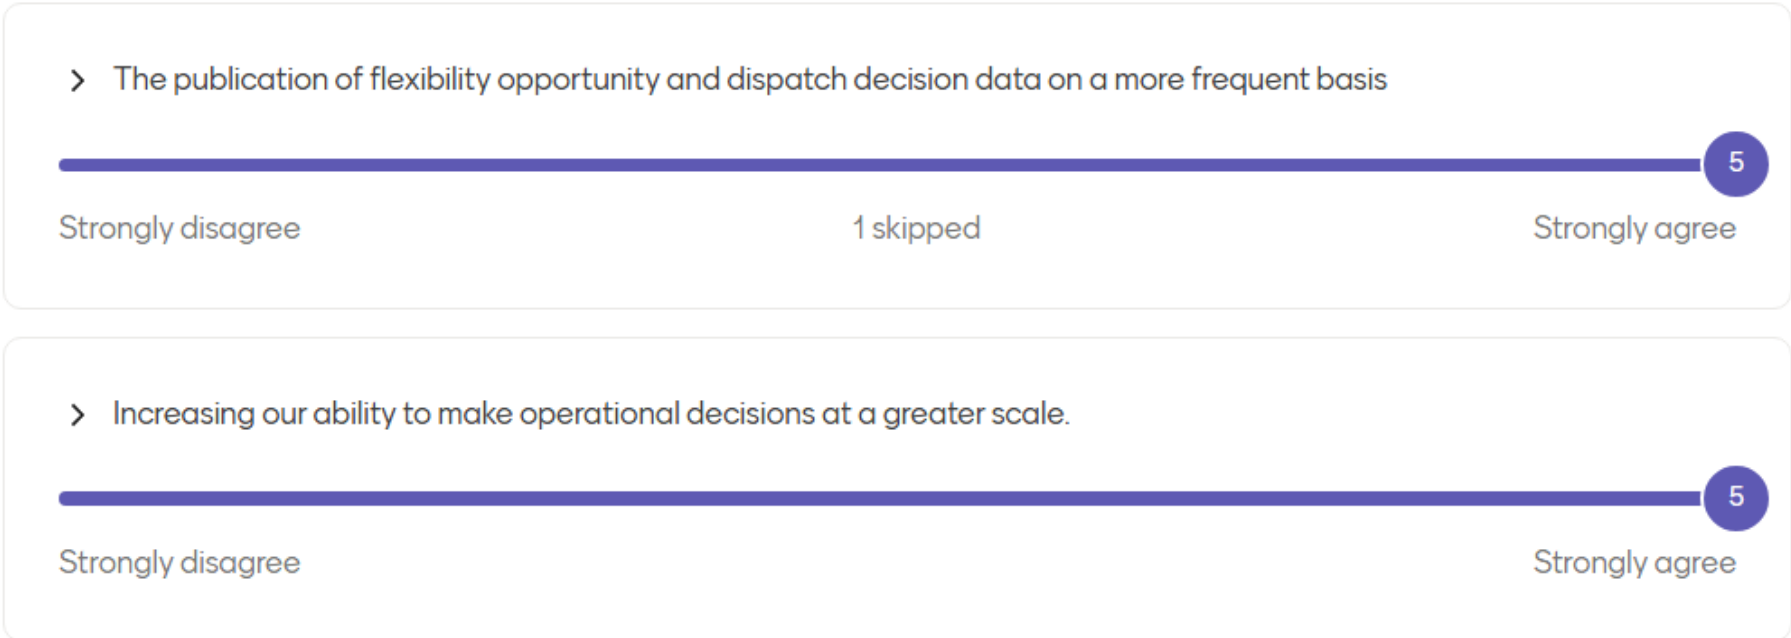 The publication of flexibility opportunity and dispatch decision data on a more frequent basis
5
Strongly disagree 1 skipped Strongly agree
Increasing our ability to make operational decisions at a greater scale.
5
Strongly disagree Strongly agree